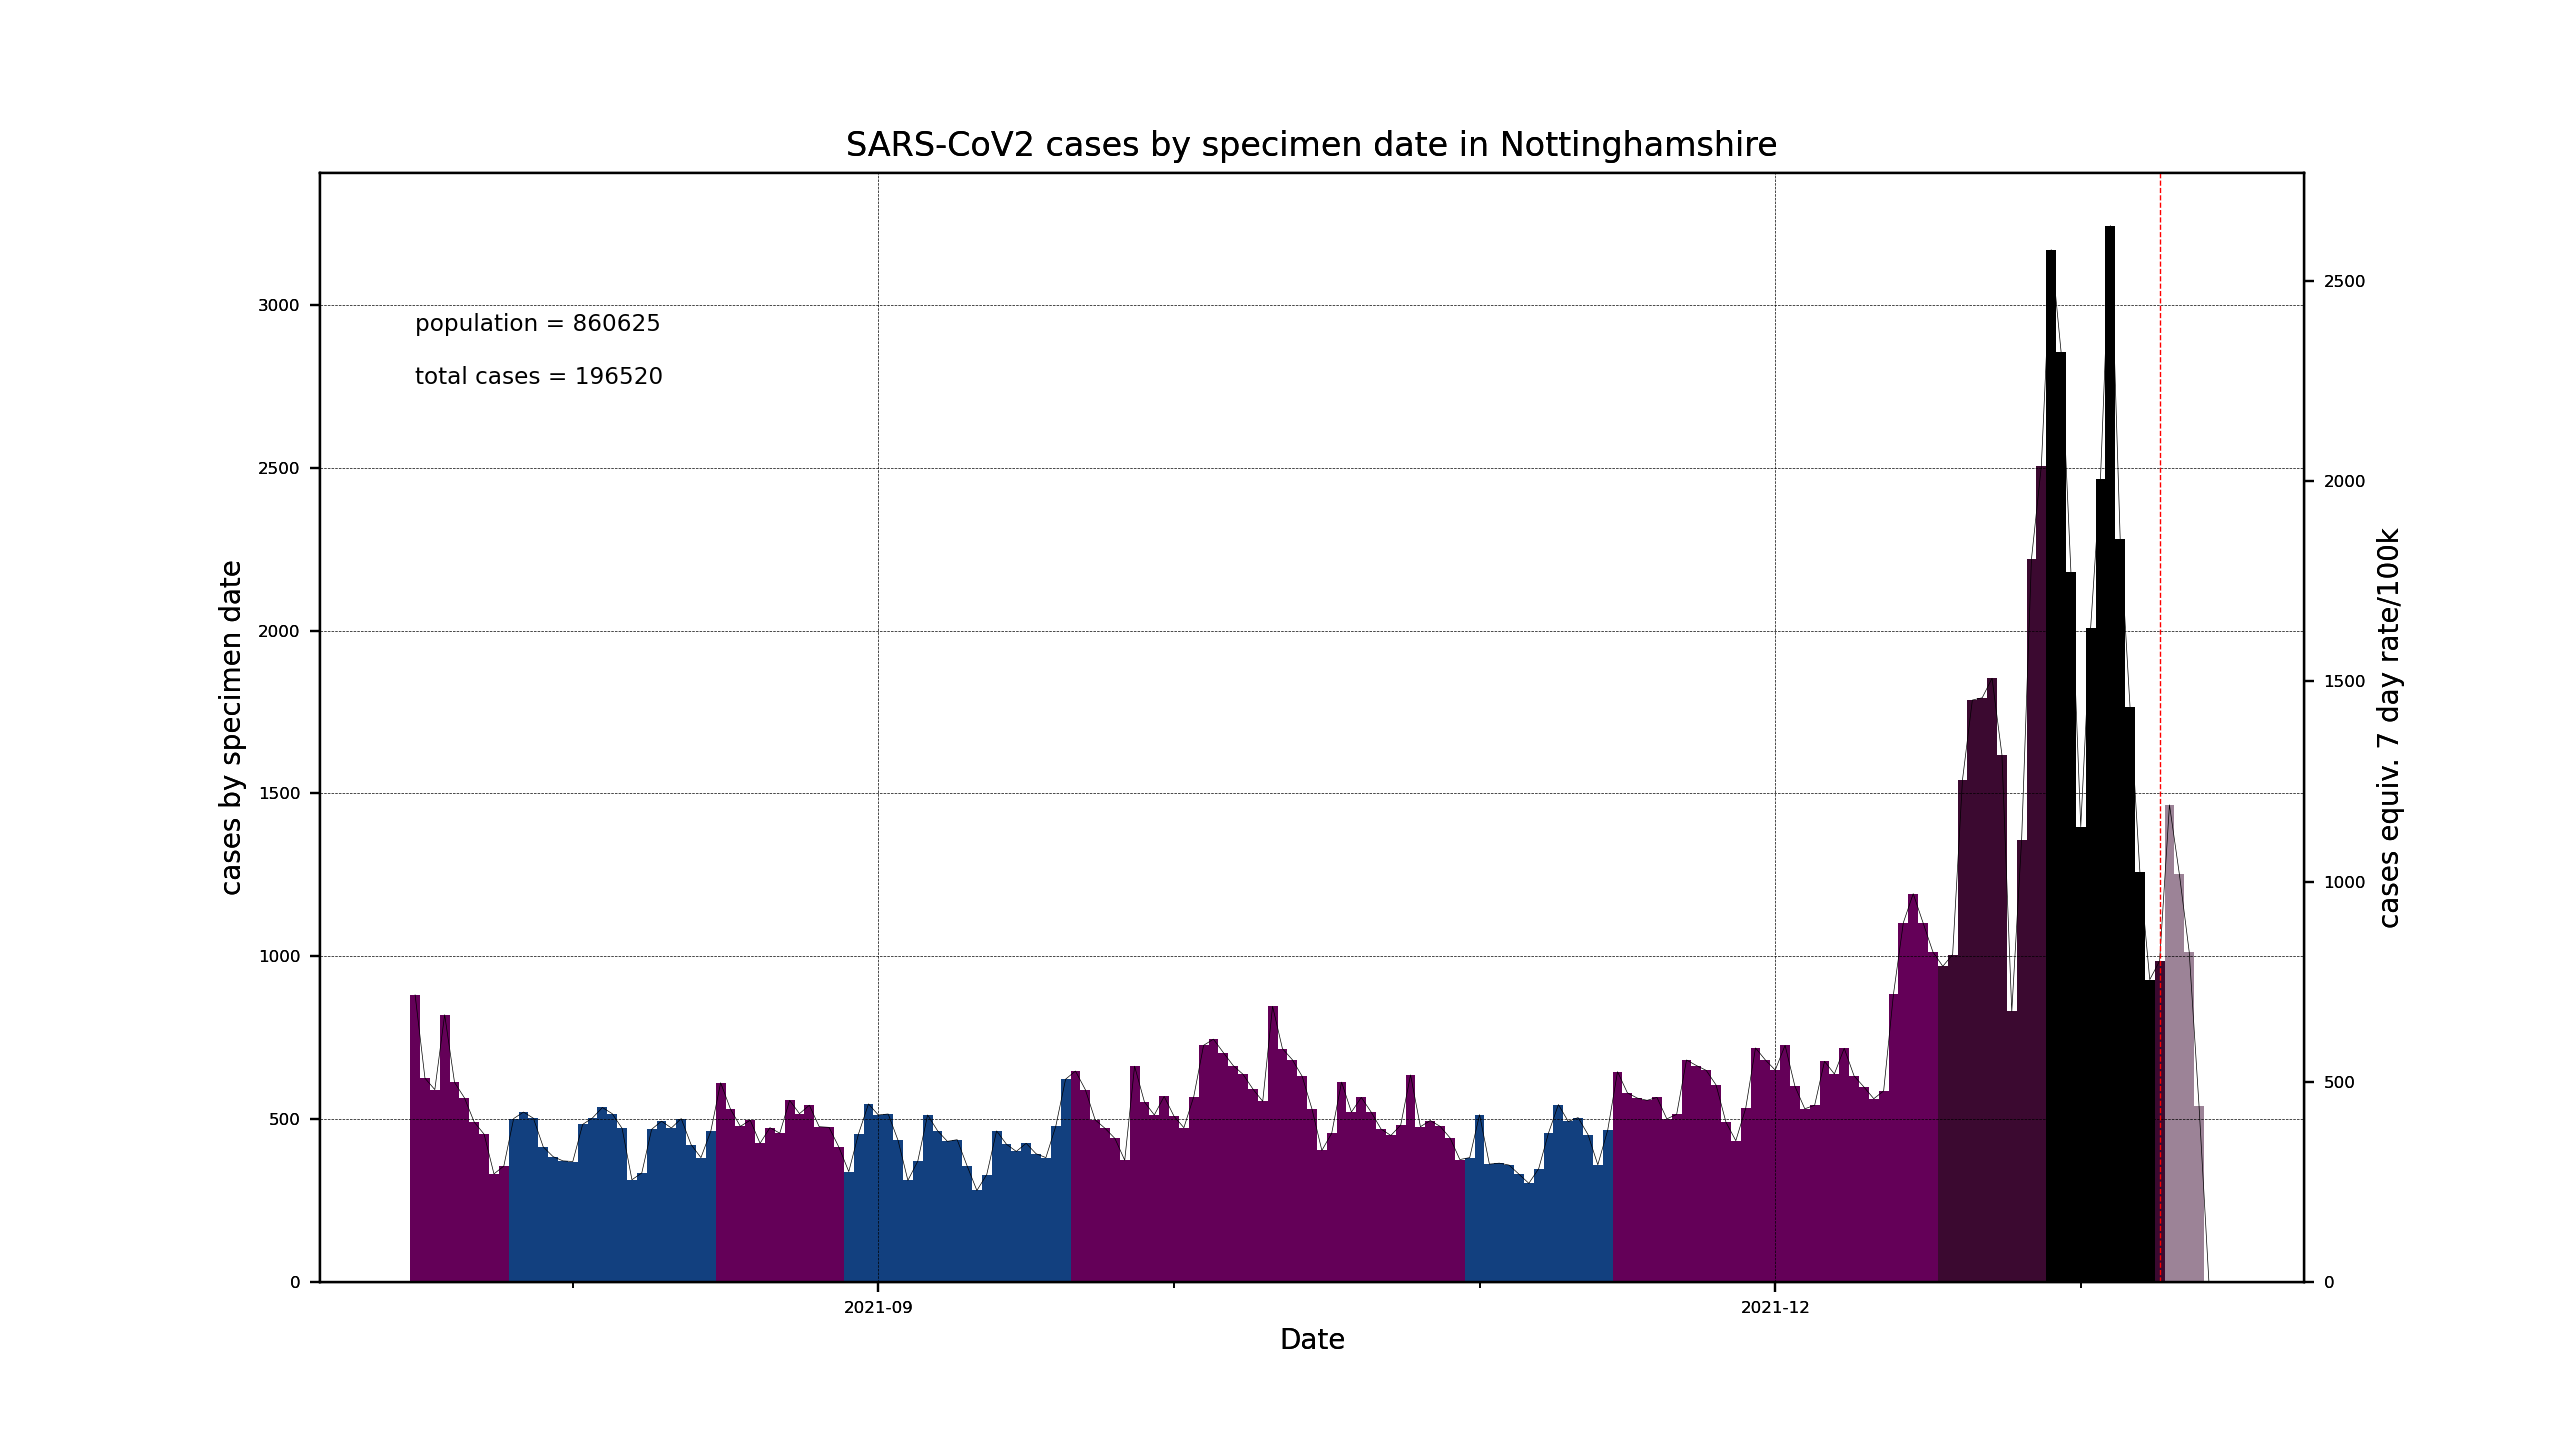 SARS-CoV2 cases by specimen date in Nottinghamshire
population = 860625
total cases = 196520
cases by specimen date
3000
2500
2000
1500
1000
500
0
2500
2000
1500
1000
500
0
cases equiv. 7 day rate/100k
2021-09
2021-12
Date